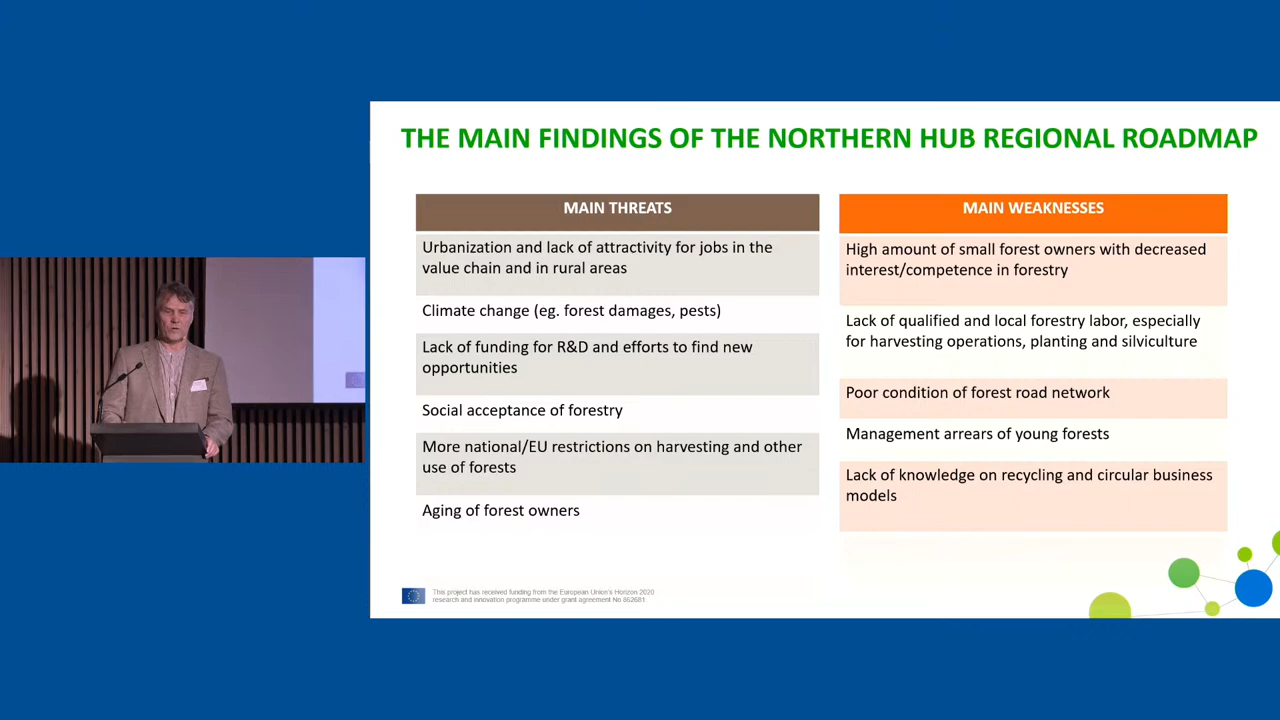 THE MAIN FINDINGS OF THE NORTHERN HUB REGIONAL ROADMAP
MAIN THREATS
Urbanization and lack of attractivity for jobs in the
value chain and in rural areas
Climate change (eg. forest damages, pests)
Lack of funding for R&D and efforts to find new
opportunities
Social acceptance of forestry
More national/EU restrictions on harvesting and other
use of forests
Aging of forest owners
MAIN WEAKNESSES
High amount of small forest owners with decreased
interest/competence in forestry
Lack of qualified and local forestry labor, especially
for harvesting operations, planting and silviculture
Poor condition of forest road network
Management arrears of young forests
Lack of knowledge on recycling and circular business
models
This project has received funding from the European Union's Horizon 2020
research and innovation programme under grant agreement No 862681.